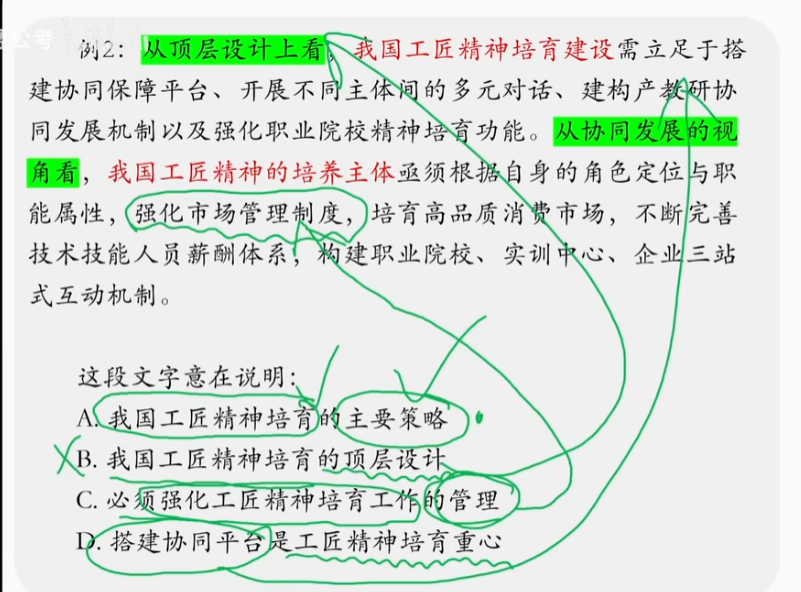 公考
例2：从顶层设计上看，我国工匠精神培育建设需立足于搭
建协同保障平台、开展不同主体间的多元对话、建构产教研协
同发展机制以及强化职业院校精神培育功能。从协同发展的视
角看，我国工匠精神的培养主体亟须根据自身的角色定位与职
能属性，强化市场管理制度，培育高品质消费市场，不断完善
技术技能人员薪酬体系，构建职业院校、实训中心、企业三站
式互动机制。
这段文字意在说明：
A. 我国工匠精神培育的主要策略
B. 我国工匠精神培育的顶层设计
C. 必须强化工匠精神培育工作的管理
D. 搭建协同平台是工匠精神培育重心